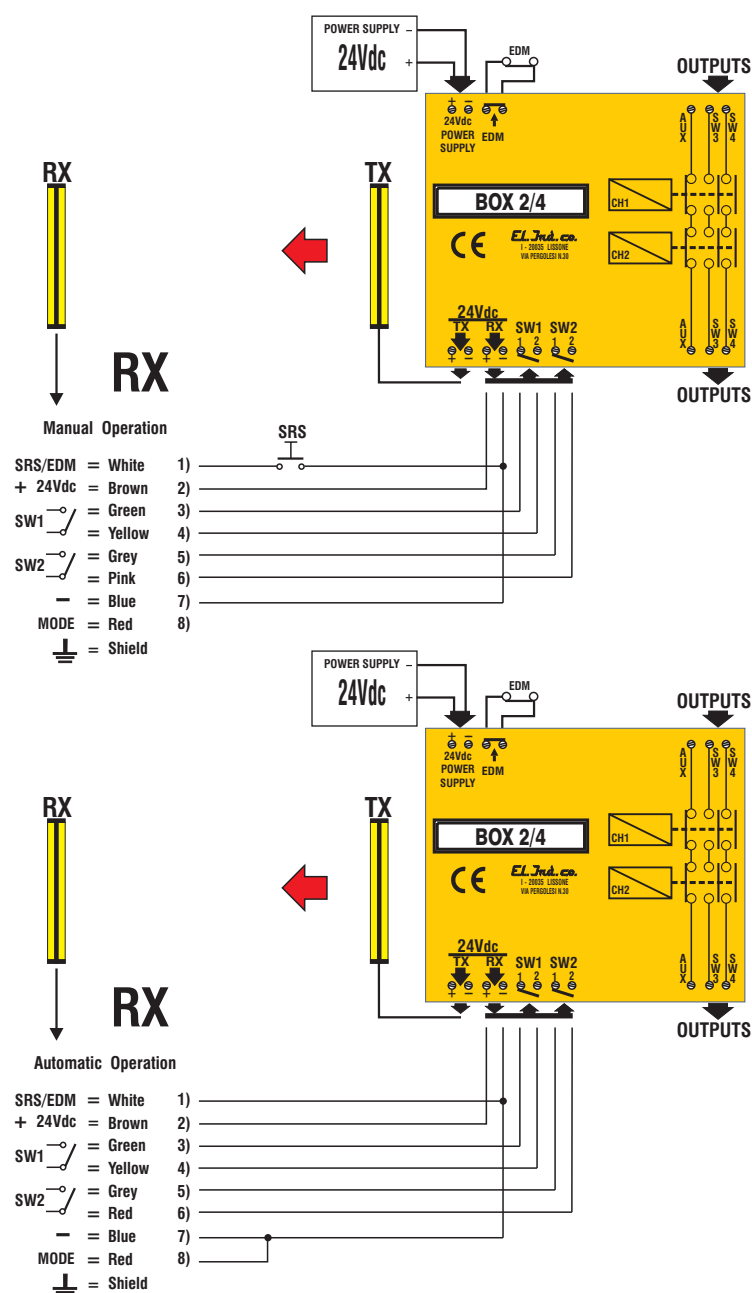 POWER SUPPLY –
24Vdc
+
EDM
OUTPUTS
+ –
24Vdc
POWER
SUPPLY
EDM
AUX
SW3
SW4
RX
TX
BOX 2/4
CH1
CE
EL.Ind.co.
I - 20035 LISSONE
VIA PERGOLESI N.30
CH2
24Vdc
TX RX SW1 SW2
1 2 1 2
+ – + –
AUX
SW3
SW4
OUTPUTS
RX
Manual Operation
SRS
SRS/EDM = White 1)
+ 24Vdc = Brown 2)
SW1
= Green 3)
= Yellow 4)
SW2
= Grey 5)
= Pink 6)
– = Blue 7)
MODE = Red 8)
= Shield
POWER SUPPLY –
24Vdc
+
EDM
OUTPUTS
+ –
24Vdc
POWER
SUPPLY
EDM
AUX
SW3
SW4
RX
TX
BOX 2/4
CH1
CE
EL.Ind.co.
I - 20035 LISSONE
VIA PERGOLESI N.30
CH2
24Vdc
TX RX SW1 SW2
1 2 1 2
+ – + –
AUX
SW3
SW4
OUTPUTS
RX
Automatic Operation
SRS/EDM = White 1)
+ 24Vdc = Brown 2)
SW1
= Green 3)
= Yellow 4)
SW2
= Grey 5)
= Red 6)
– = Blue 7)
MODE = Red 8)
= Shield